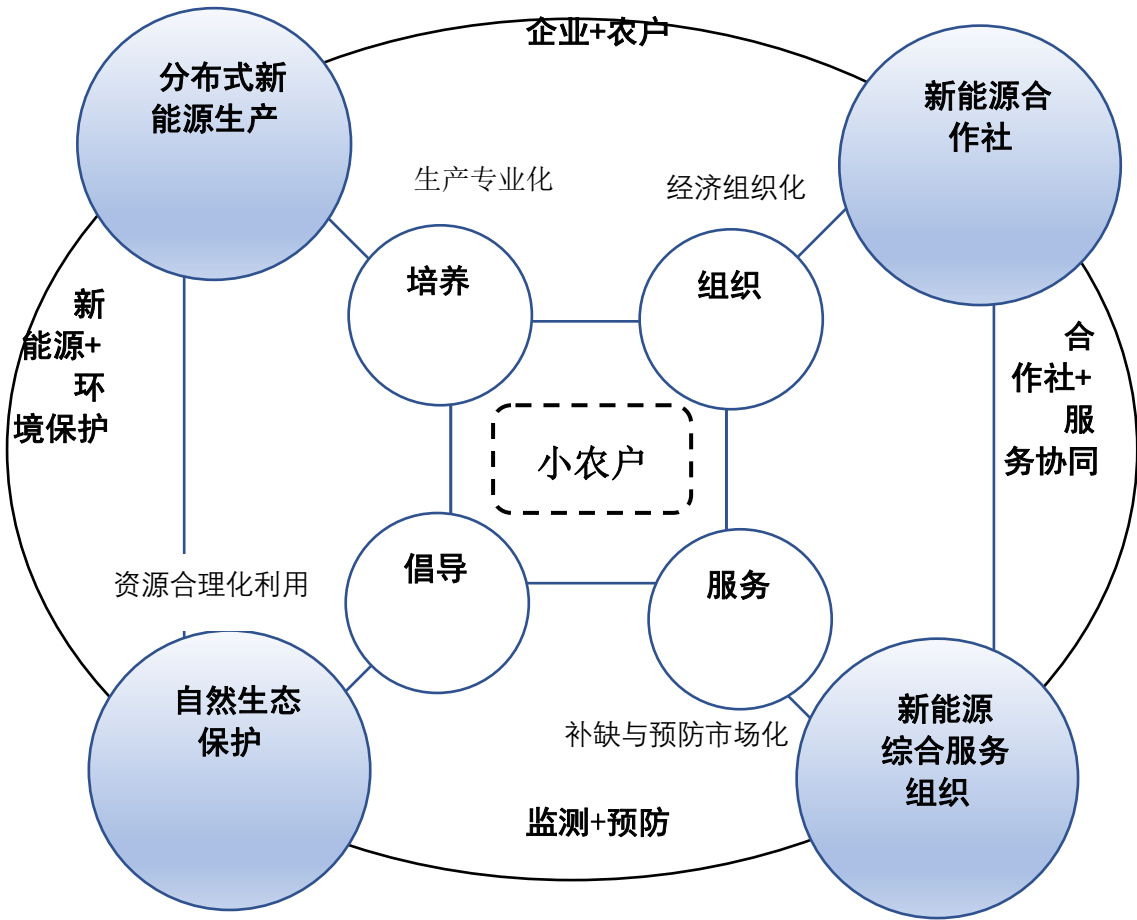 企业+农户
分布式新
能源生产
新能源合
作社
生产专业化
经济组织化
培养
组织
新
能源+
环
境保护
合
作社+
服
务协同
小农户
倡导
服务
资源合理化利用
自然生态
保护
补缺与预防市场化
新能源
综合服务
组织
监测+预防